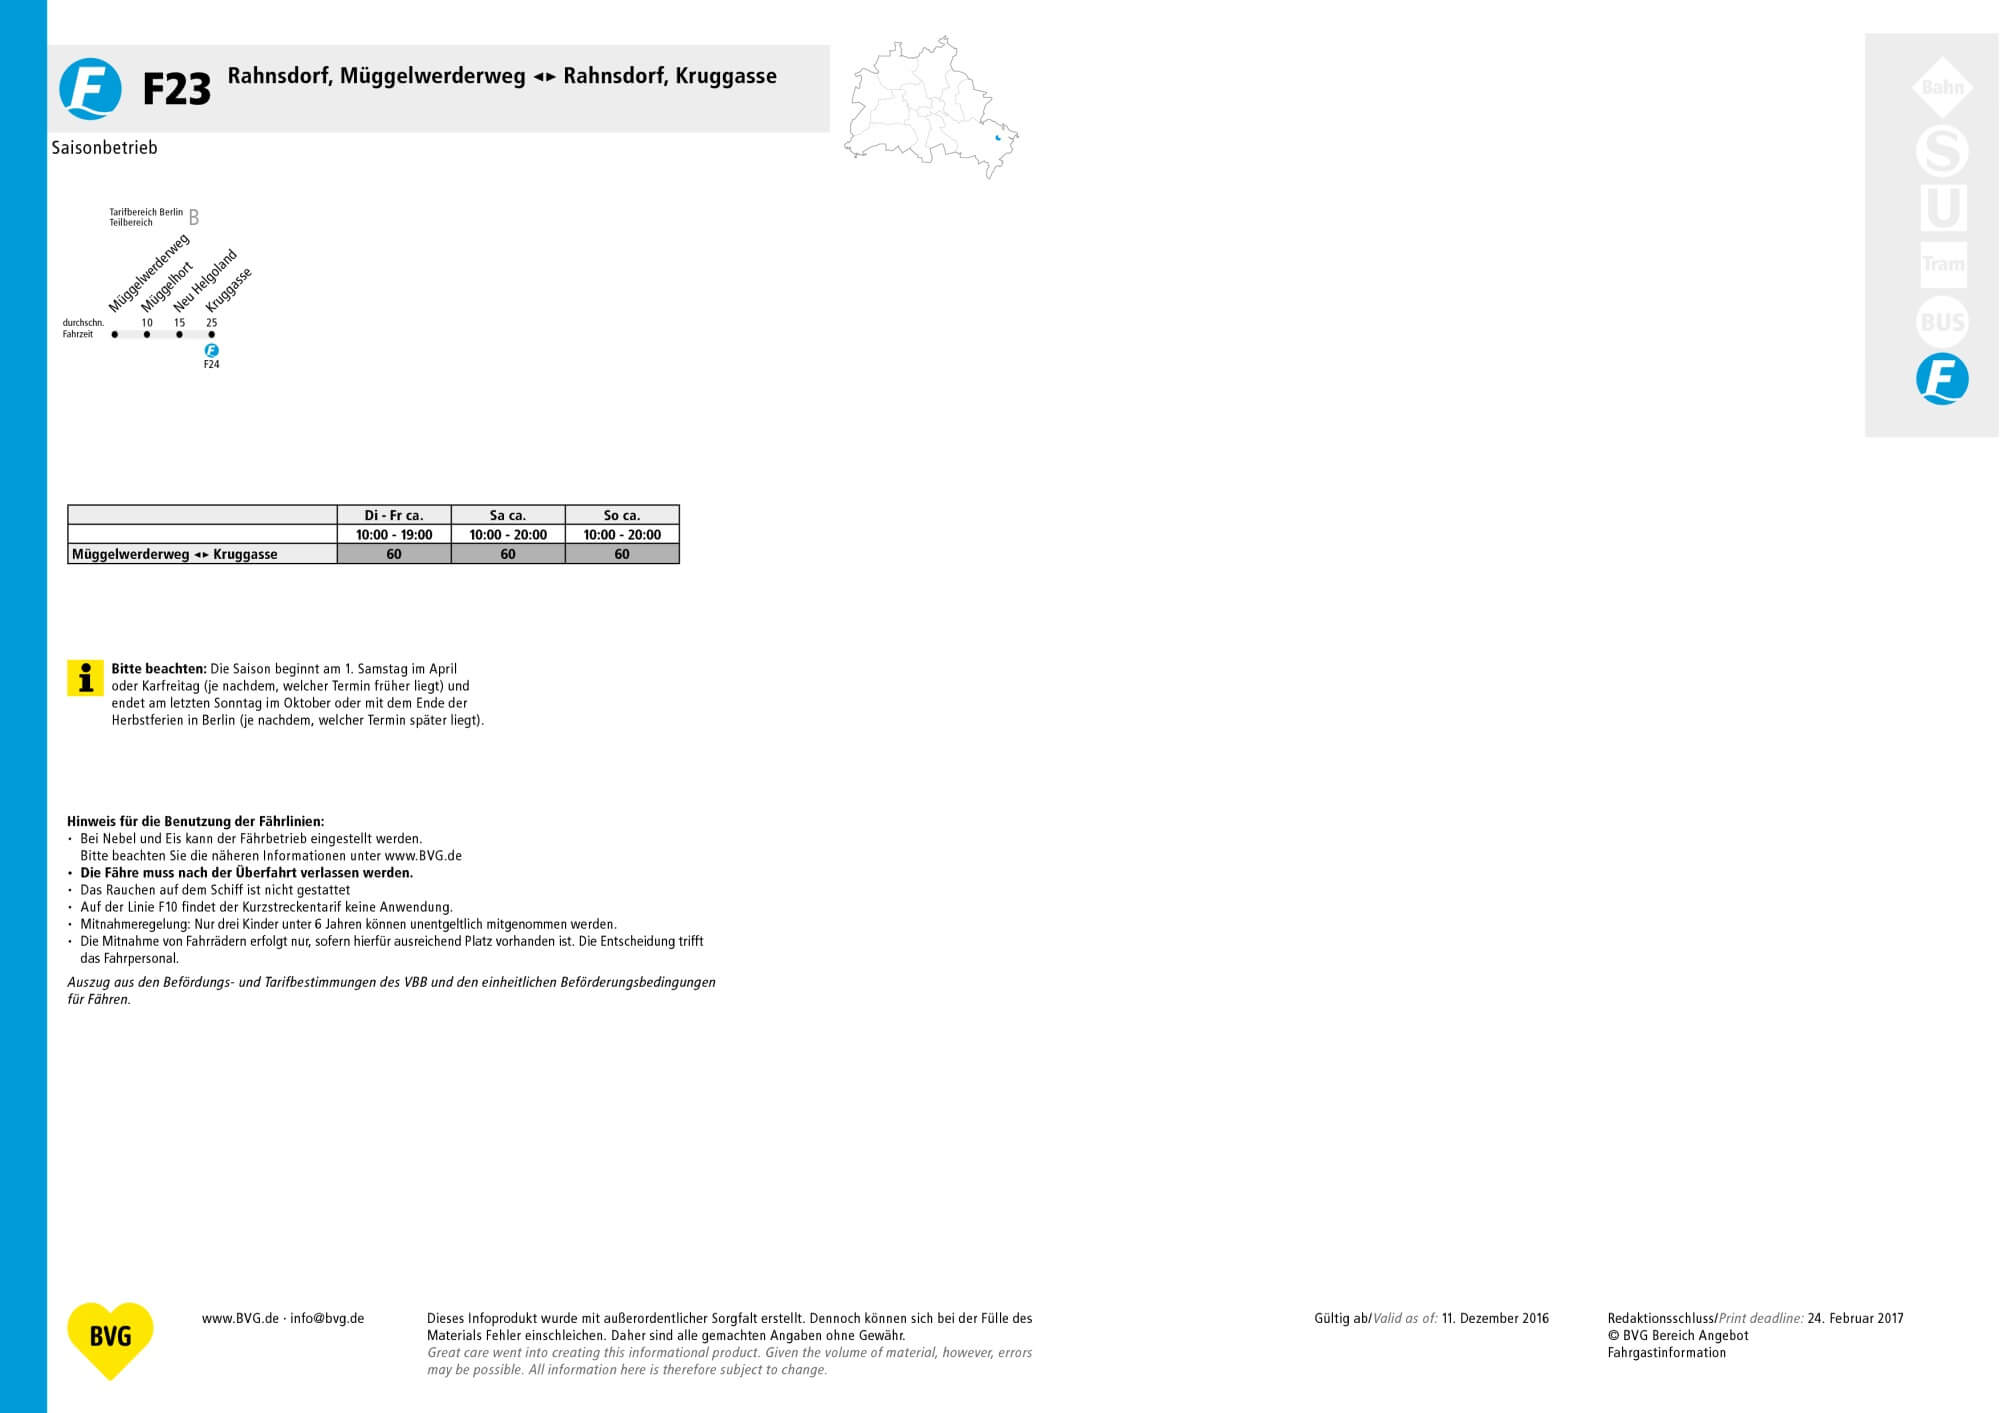 F F23 Rahnsdorf, Müggelwerderweg ◄► Rahnsdorf, Kruggasse
Saisonbetrieb
Bahn
S
U
Tram
BUS
F
Tarifbereich Berlin B
Teilbereich
Müggelwerderweg
Müggelhort
Neu Helgoland
Kruggasse
durchschn. 10 15 25
Fahrzeit
F
F24
Di - Fr ca. Sa ca. So ca.
10:00 - 19:00 10:00 - 20:00 10:00 - 20:00
Müggelwerderweg ◄► Kruggasse 60 60 60
i
Bitte beachten: Die Saison beginnt am 1. Samstag im April
oder Karfreitag (je nachdem, welcher Termin früher liegt) und
endet am letzten Sonntag im Oktober oder mit dem Ende der
Herbstferien in Berlin (je nachdem, welcher Termin später liegt).
Hinweis für die Benutzung der Fährlinien:
· Bei Nebel und Eis kann der Fährbetrieb eingestellt werden.
Bitte beachten Sie die näheren Informationen unter www.BVG.de
· Die Fähre muss nach der Überfahrt verlassen werden.
· Das Rauchen auf dem Schiff ist nicht gestattet
· Auf der Linie F10 findet der Kurzstreckentarif keine Anwendung.
· Mitnahmeregelung: Nur drei Kinder unter 6 Jahren können unentgeltlich mitgenommen werden.
· Die Mitnahme von Fahrrädern erfolgt nur, sofern hierfür ausreichend Platz vorhanden ist. Die Entscheidung trifft
das Fahrpersonal.
Auszug aus den Befördungs- und Tarifbestimmungen des VBB und den einheitlichen Beförderungsbedingungen
für Fähren.
BVG
www.BVG.de · info@bvg.de
Dieses Infoprodukt wurde mit außerordentlicher Sorgfalt erstellt. Dennoch können sich bei der Fülle des
Materials Fehler einschleichen. Daher sind alle gemachten Angaben ohne Gewähr.
Great care went into creating this informational product. Given the volume of material, however, errors
may be possible. All information here is therefore subject to change.
Gültig ab/Valid as of: 11. Dezember 2016
Redaktionsschluss/Print deadline: 24. Februar 2017
© BVG Bereich Angebot
Fahrgastinformation